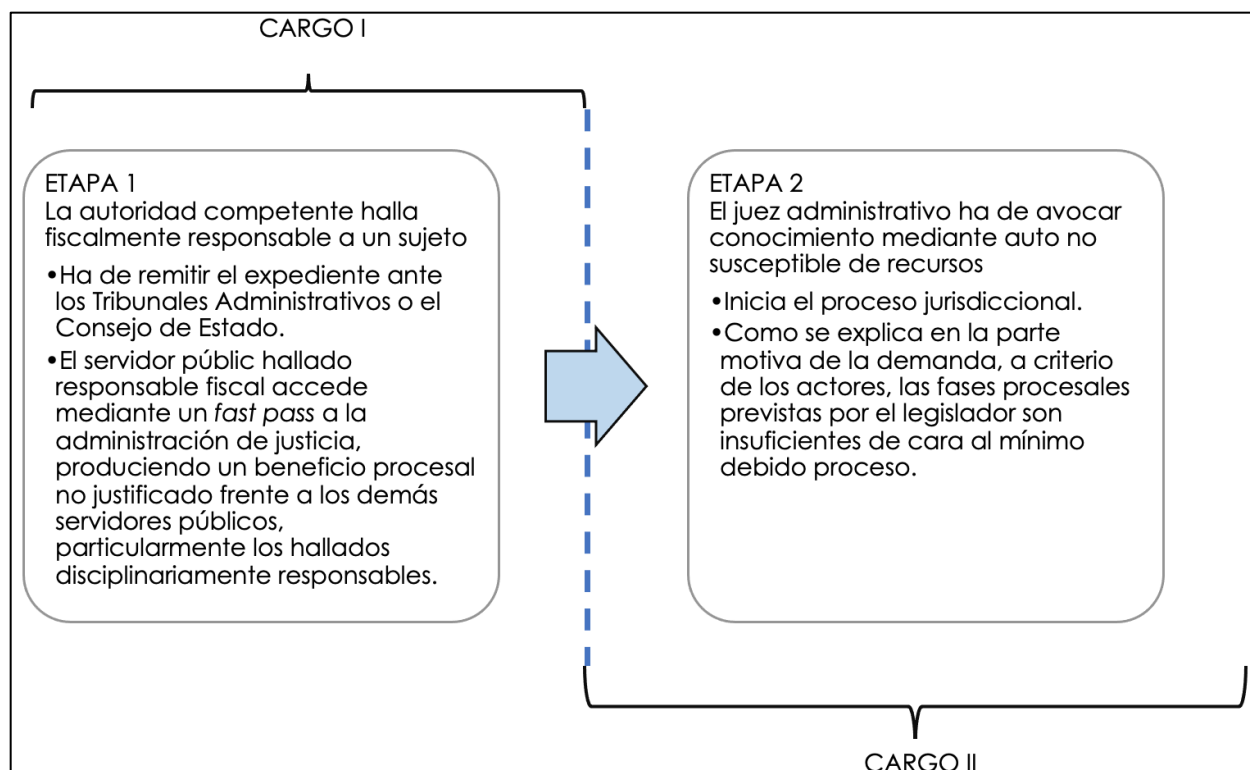 CARGO I
ETAPA 1
La autoridad competente halla
fiscalmente responsable a un sujeto
•Ha de remitir el expediente ante
los Tribunales Administrativos o el
Consejo de Estado.
•El servidor públic hallado
responsable fiscal accede
mediante un fast pass a la
administración de justicia,
produciendo un beneficio procesal
no justificado frente a los demás
servidores públicos,
particularmente los hallados
disciplinariamente responsables.
ETAPA 2
El juez administrativo ha de avocar
conocimiento mediante auto no
susceptible de recursos
•Inicia el proceso jurisdiccional.
•Como se explica en la parte
motiva de la demanda, a criterio
de los actores, las fases procesales
previstas por el legislador son
insuficientes de cara al mínimo
debido proceso.
CARGO II